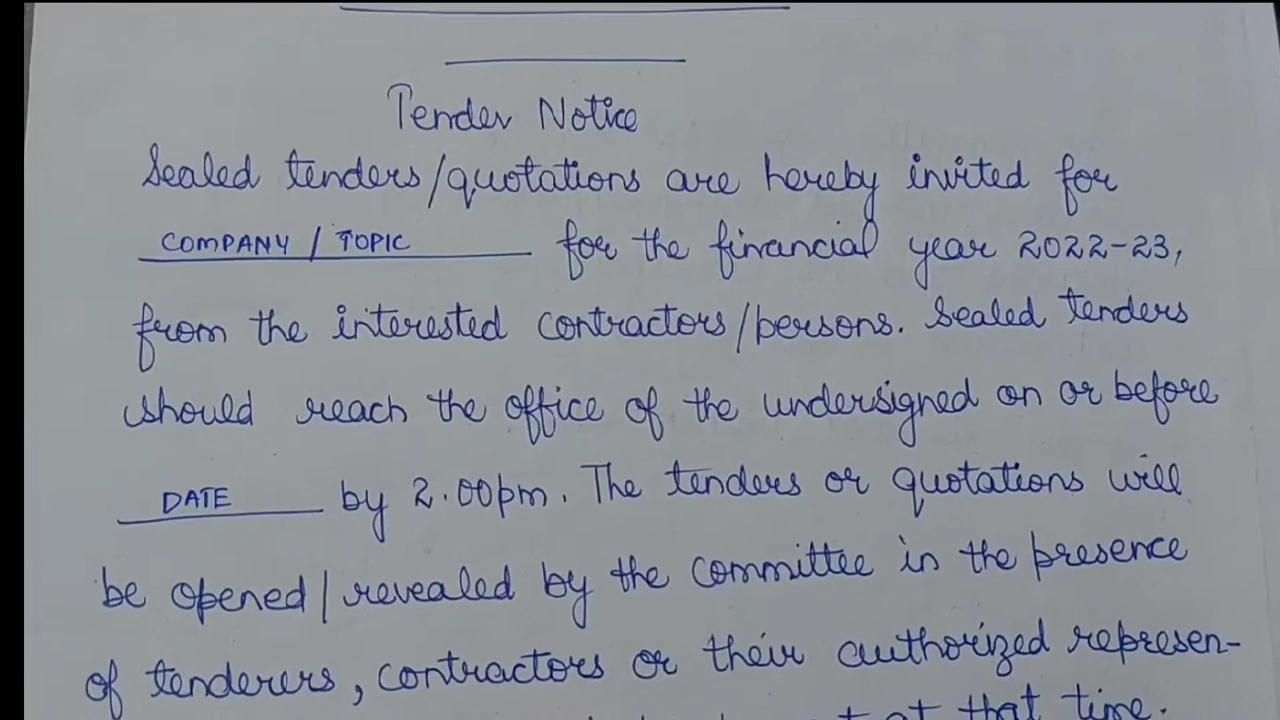 Tender Notice
Sealed tenders/quotations are hereby invited for
COMPANY / TOPIC for the financial year 2022-23,
from the interested contractors/persons. Sealed tenders
should reach the office of the undersigned on or before
DATE by 2.00pm. The tenders or quotations will
be opened/revealed by the committee in the presence
of tenderers, contractors or their authorized represen-
at that time.